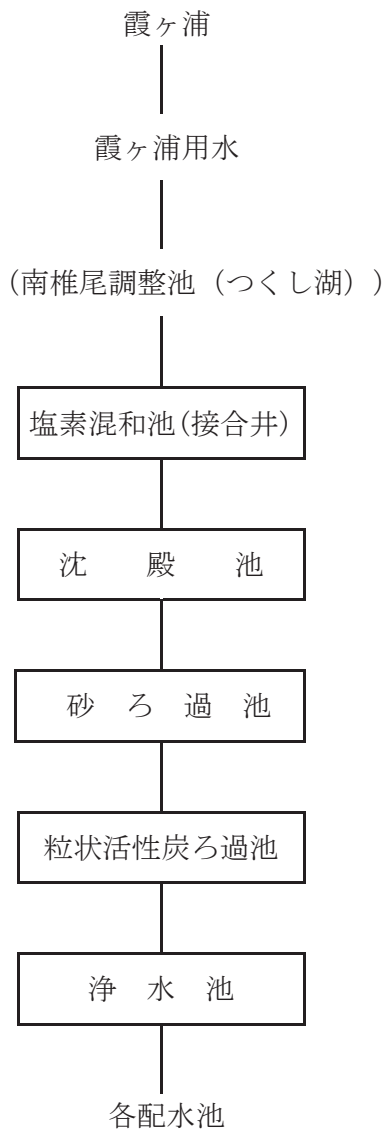 霞ヶ浦
霞ヶ浦用水
(南椎尾調整池（つくし湖）)
塩素混和池(接合井)
沈　殿　池
砂　ろ　過　池
粒状活性炭ろ過池
浄　水　池
各配水池